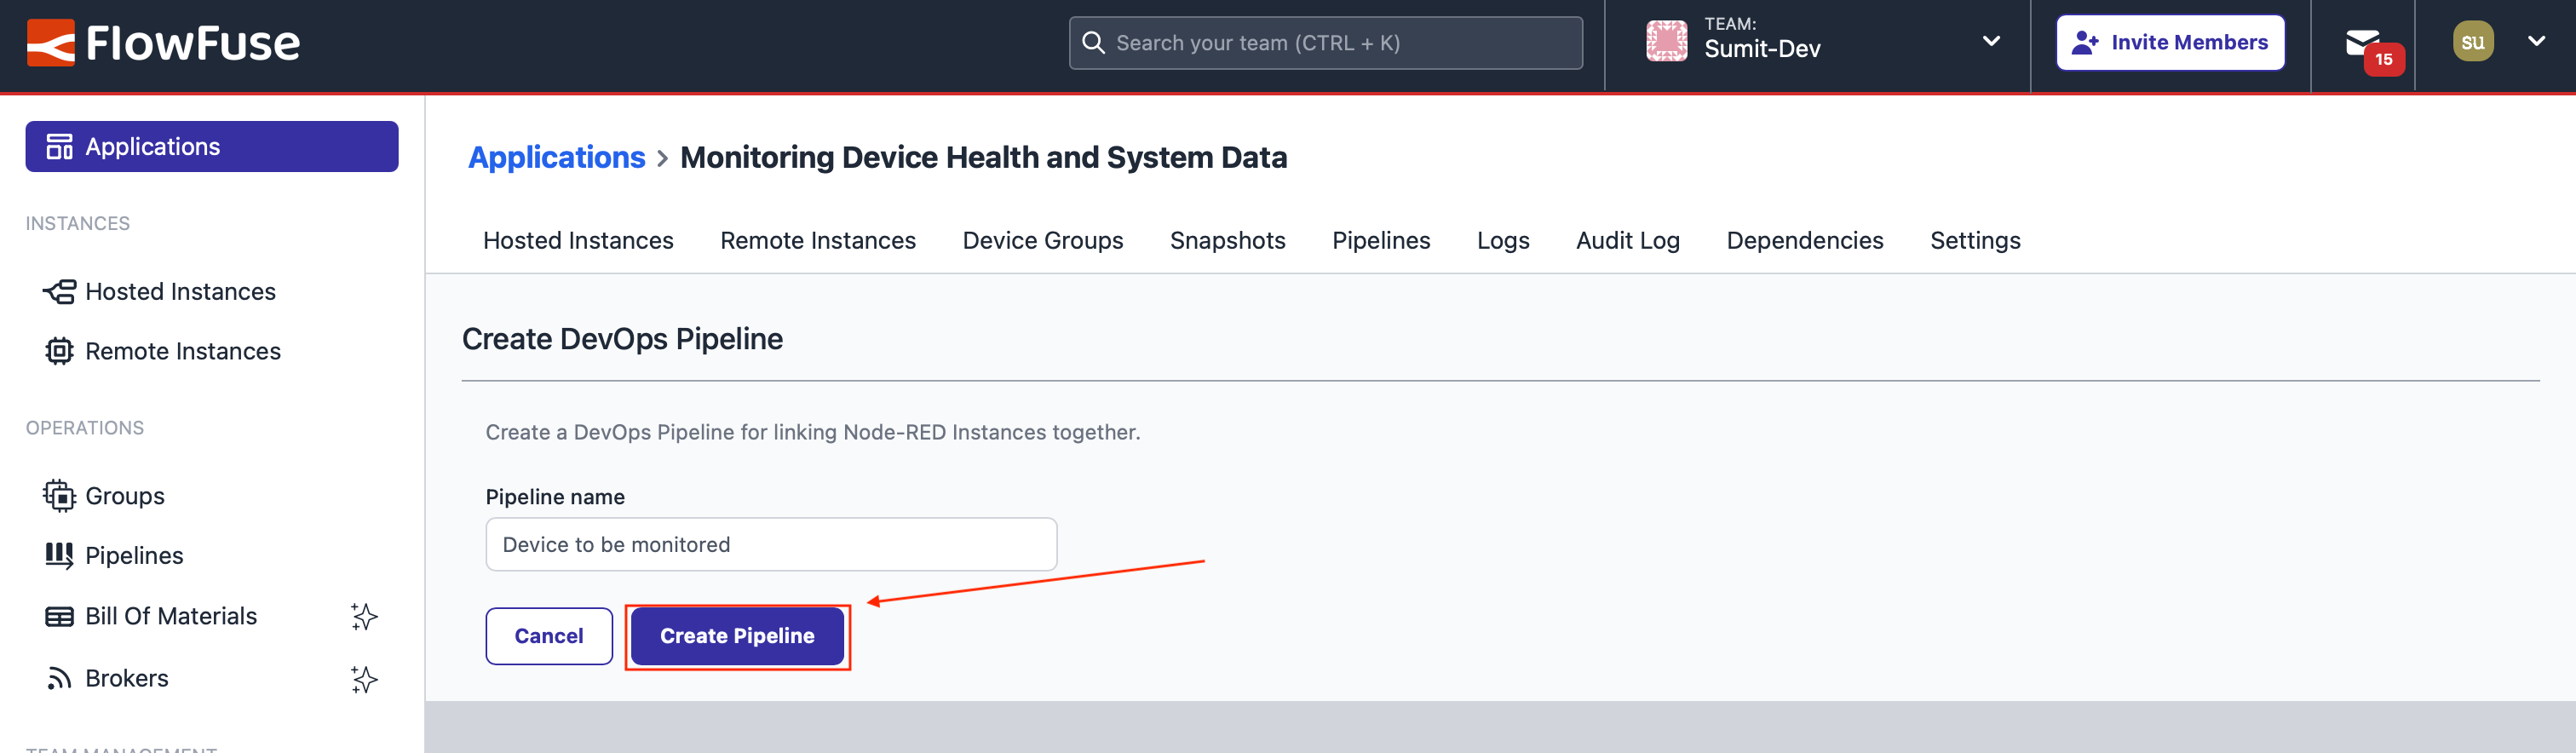 FlowFuse
Search your team (CTRL + K)
TEAM:
Sumit-Dev
Invite Members
15
su
Applications
INSTANCES
Hosted Instances
Remote Instances
OPERATIONS
Groups
Pipelines
Bill Of Materials
Brokers
TEAM MANAGEMENT
Applications > Monitoring Device Health and System Data
Hosted Instances Remote Instances Device Groups Snapshots Pipelines Logs Audit Log Dependencies Settings
Create DevOps Pipeline
Create a DevOps Pipeline for linking Node-RED Instances together.
Pipeline name
Device to be monitored
Cancel Create Pipeline